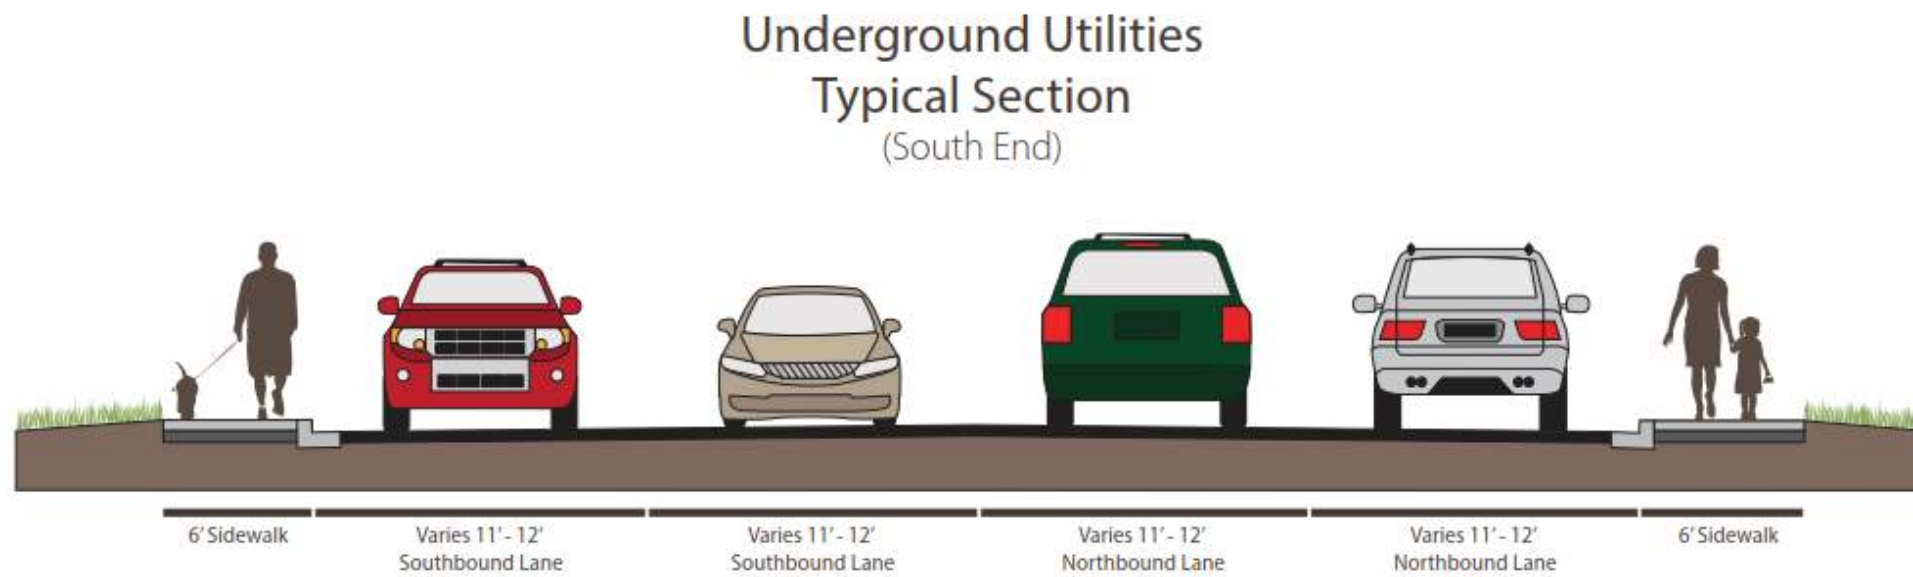 Underground Utilities
Typical Section
(South End)
6' Sidewalk
Varies 11' - 12'
Southbound Lane
Varies 11' - 12'
Southbound Lane
Varies 11' - 12'
Northbound Lane
Varies 11' - 12'
Northbound Lane
6' Sidewalk